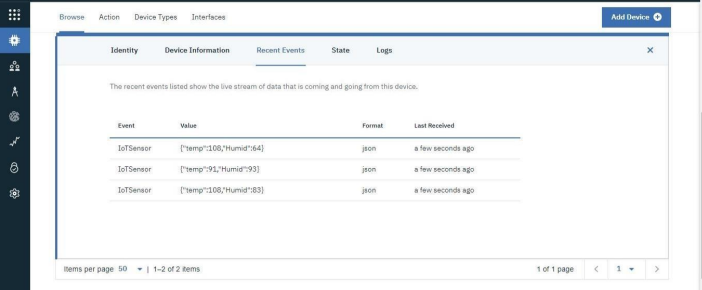 Browse Action Device Types Interfaces Add Device
Identity Device Information Recent Events State Logs
The recent events listed show the live stream of data that is coming and going from this device.
Event Value Format Last Received
IoTSensor {"temp":108,"Humid":64} json a few seconds ago
IoTSensor {"temp":91,"Humid":93} json a few seconds ago
IoTSensor {"temp":108,"Humid":83} json a few seconds ago
Items per page 50 | 1–2 of 2 items 1 of 1 page 1